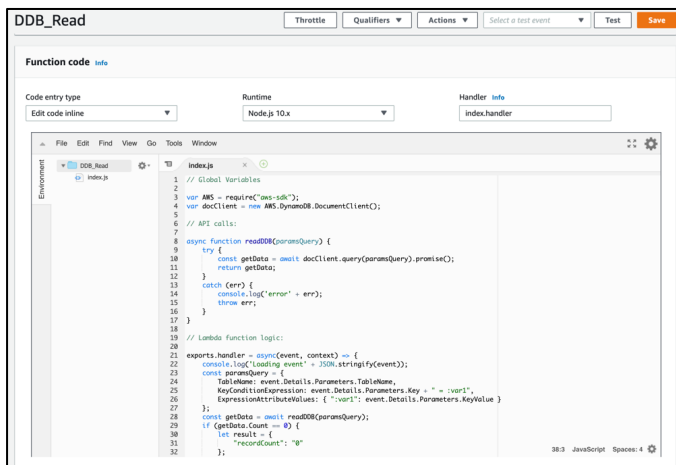 DDB_Read
Throttle
Qualifiers
Actions
Select a test event
Test
Save
Function code Info
Code entry type
Edit code inline
Runtime
Node.js 10.x
Handler Info
index.handler
File Edit Find View Go Tools Window
Environment
DDB_Read
index.js
index.js ×
1 // Global Variables
2
3 var AWS = require("aws-sdk");
4 var docClient = new AWS.DynamoDB.DocumentClient();
5
6 // API calls:
7
8 async function readDDB(paramsQuery) {
9     try {
10         const getData = await docClient.query(paramsQuery).promise();
11         return getData;
12     }
13     catch (err) {
14         console.log('error' + err);
15         throw err;
16     }
17 }
18
19 // Lambda function logic:
20
21 exports.handler = async(event, context) => {
22     console.log('Loading event' + JSON.stringify(event));
23     const paramsQuery = {
24         TableName: event.Details.Parameters.TableName,
25         KeyConditionExpression: event.Details.Parameters.Key + " = :var1",
26         ExpressionAttributeValues: { ":var1": event.Details.Parameters.KeyValue }
27     };
28     const getData = await readDDB(paramsQuery);
29     if (getData.Count == 0) {
30         let result = {
31             "recordCount": "0"
32         };
38:3 JavaScript Spaces: 4